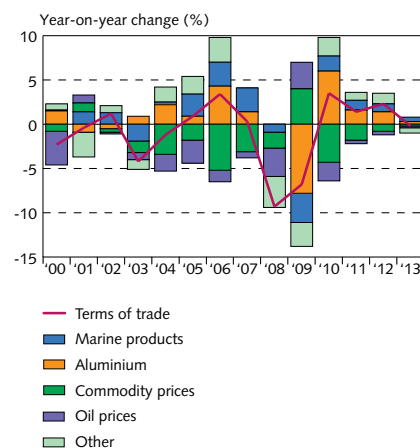 Year-on-year change (%)
10
5
0
-5
-10
-15
‘00 ‘01 ‘02 ‘03 ‘04 ‘05 ‘06 ‘07 ‘08 ‘09 ‘10 ‘11 ‘12 ‘13
Terms of trade
Marine products
Aluminium
Commodity prices
Oil prices
Other